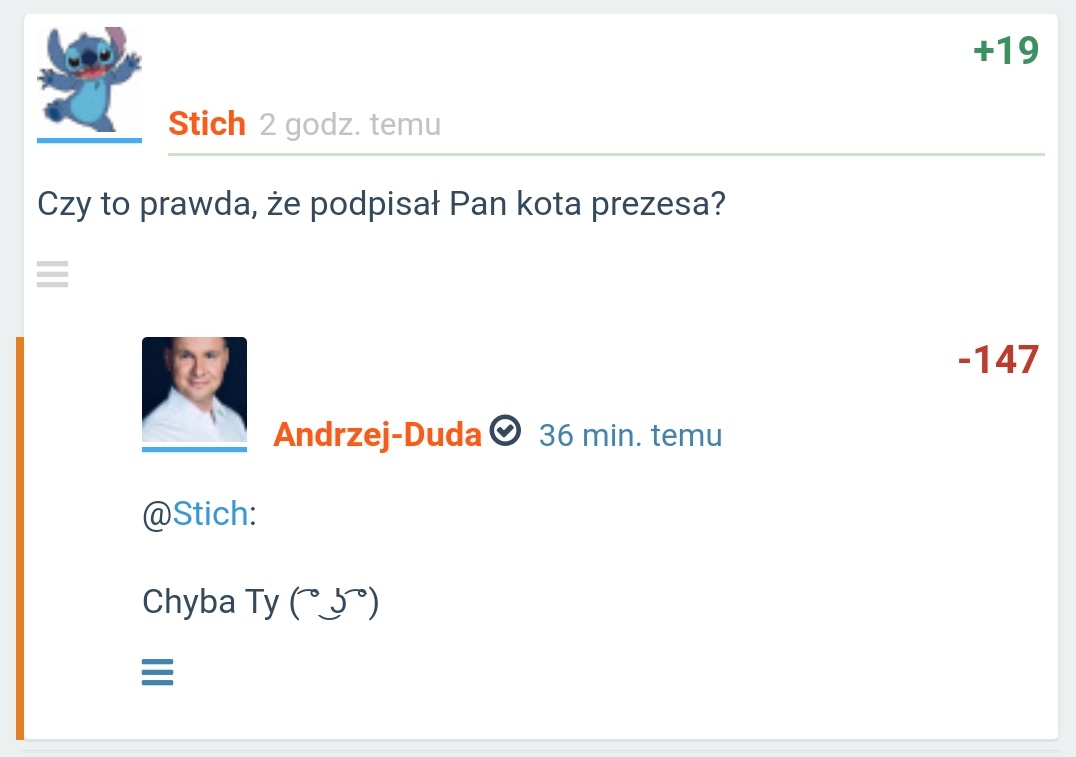 +19
Stich 2 godz. temu
Czy to prawda, że podpisał Pan kota prezesa?
-147
Andrzej-Duda 36 min. temu
@Stich:
Chyba Ty ( ͡° ͜ʖ ͡°)